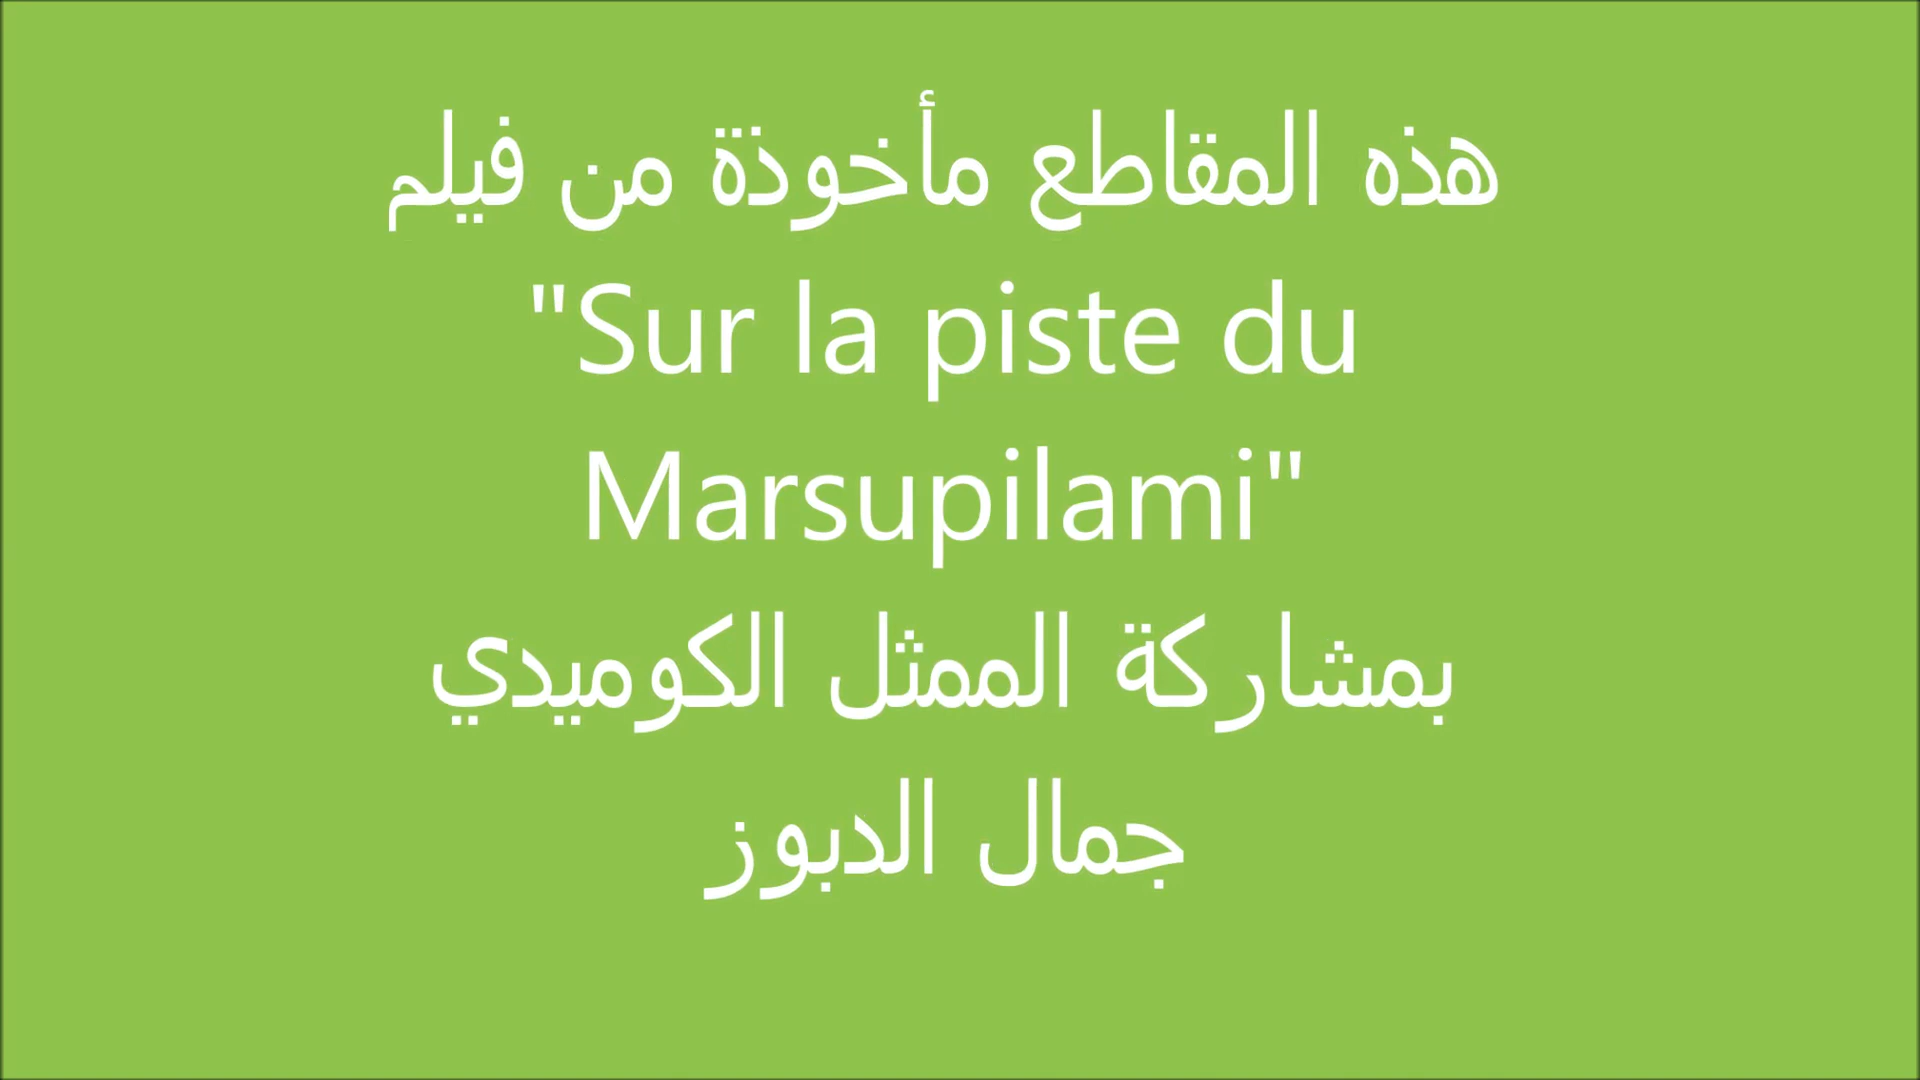 هذه المقاطع مأخوذة من فيلم
"Sur la piste du
Marsupilami"
بمشاركة الممثل الكوميدي
جمال الدبوز